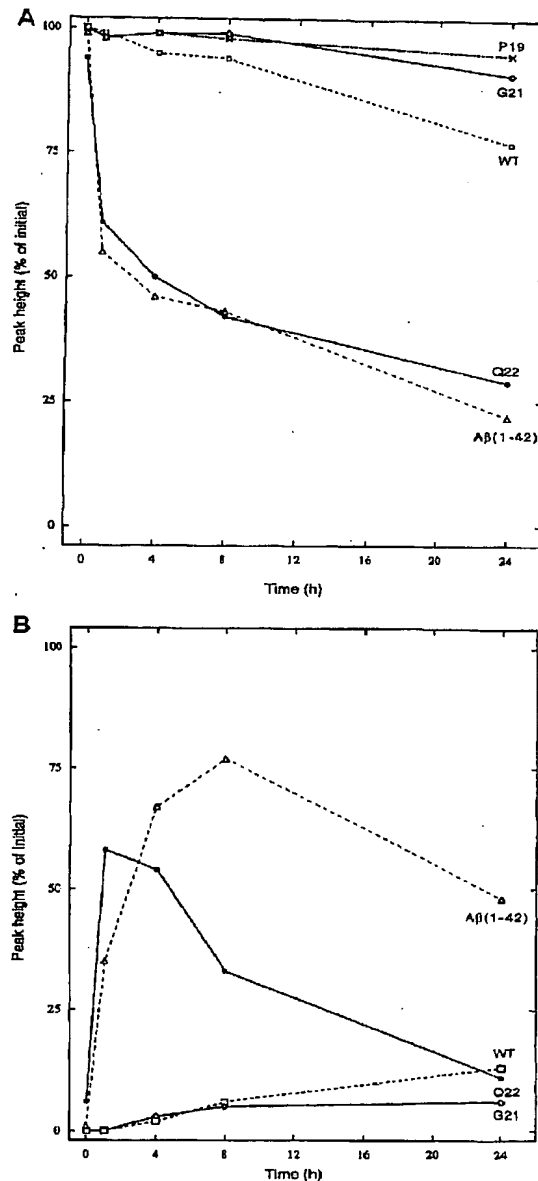 A
100
P19
G21
WT
75
50
25
0
Q22
Aβ(1-42)
Peak height (% of initial)
0 4 8 12 16 20 24
Time (h)
B
100
75
50
25
0
Aβ(1-42)
WT
Q22
G21
Peak height (% of initial)
0 4 8 12 16 20 24
Time (h)